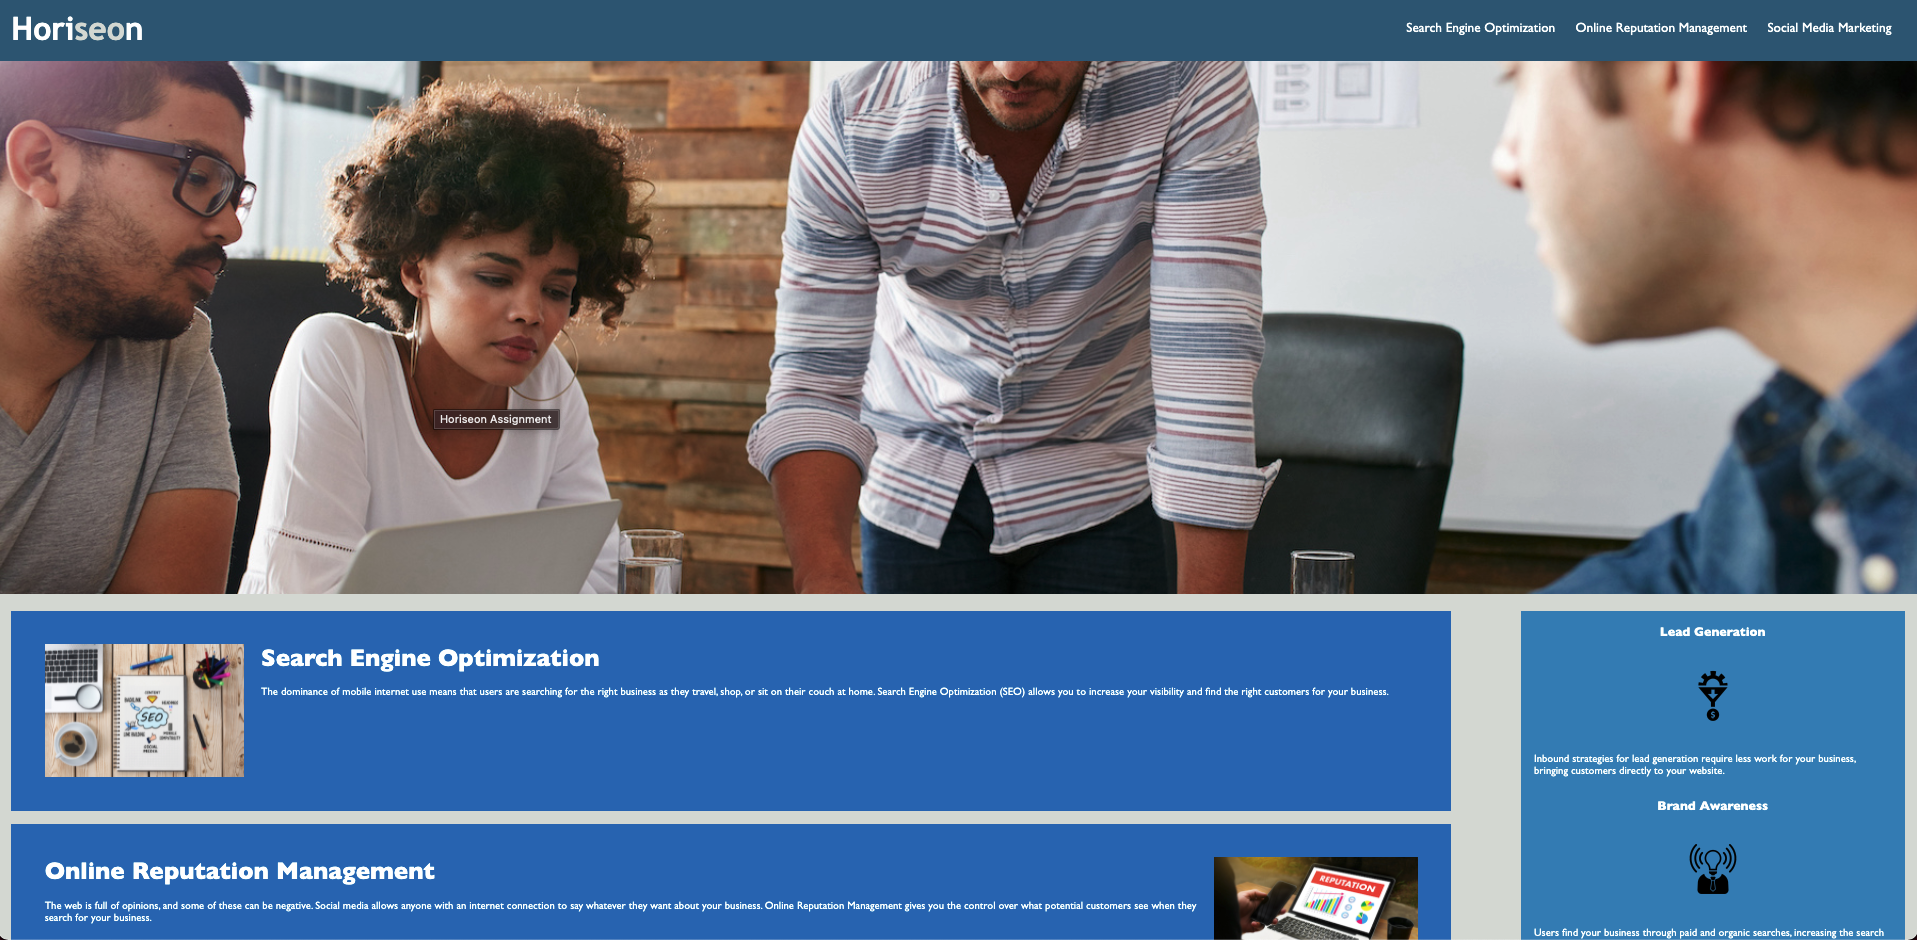 Horiseon
Search Engine Optimization
Online Reputation Management
Social Media Marketing
Horiseon Assignment
Search Engine Optimization
The dominance of mobile internet use means that users are searching for the right business as they travel, shop, or sit on their couch at home. Search Engine Optimization (SEO) allows you to increase your visibility and find the right customers for your business.
SEO
Lead Generation
$
Inbound strategies for lead generation require less work for your business,
bringing customers directly to your website.
Online Reputation Management
The web is full of opinions, and some of these can be negative. Social media allows anyone with an internet connection to say whatever they want about your business. Online Reputation Management gives you the control over what potential customers see when they
search for your business.
REPUTATION
Brand Awareness
Users find your business through paid and organic searches, increasing the search